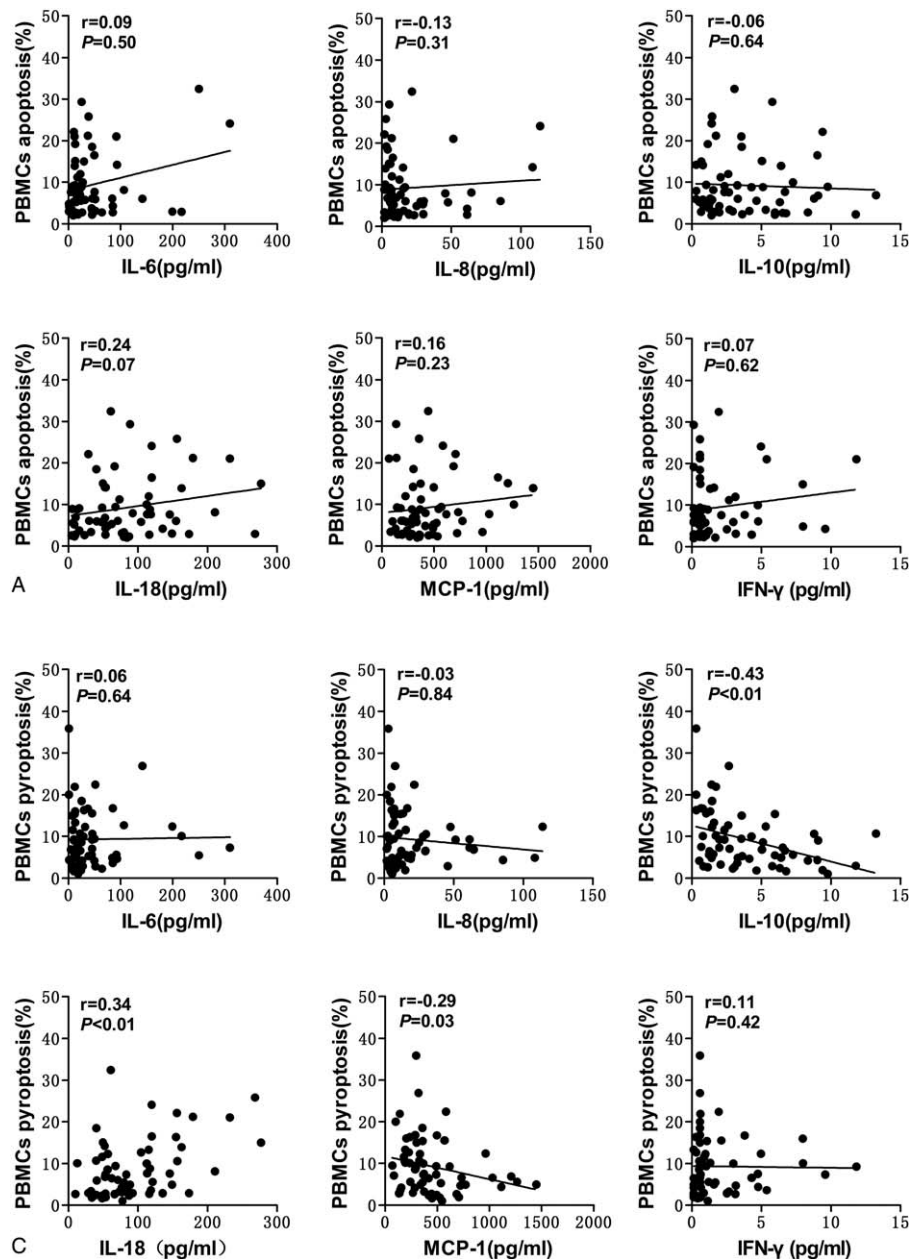 r=0.09
P=0.50
PBMCs apoptosis(%)
50
40
30
20
10
0
0 100 200 300 400
IL-6(pg/ml)
r=-0.13
P=0.31
PBMCs apoptosis(%)
50
40
30
20
10
0
0 50 100 150
IL-8(pg/ml)
r=-0.06
P=0.64
PBMCs apoptosis(%)
50
40
30
20
10
0
0 5 10 15
IL-10(pg/ml)
r=0.24
P=0.07
PBMCs apoptosis(%)
50
40
30
20
10
0
0 100 200 300
IL-18(pg/ml)
r=0.16
P=0.23
PBMCs apoptosis(%)
50
40
30
20
10
0
0 500 1000 1500 2000
MCP-1(pg/ml)
r=0.07
P=0.62
PBMCs apoptosis(%)
50
40
30
20
10
0
0 5 10 15
IFN-γ (pg/ml)
A
r=0.06
P=0.64
PBMCs pyroptosis(%)
50
40
30
20
10
0
0 100 200 300 400
IL-6(pg/ml)
r=-0.03
P=0.84
PBMCs pyroptosis(%)
50
40
30
20
10
0
0 50 100 150
IL-8(pg/ml)
r=-0.43
P<0.01
PBMCs pyroptosis(%)
50
40
30
20
10
0
0 5 10 15
IL-10(pg/ml)
r=0.34
P<0.01
PBMCs pyroptosis(%)
50
40
30
20
10
0
0 100 200 300
IL-18（pg/ml）
r=-0.29
P=0.03
PBMCs pyroptosis(%)
50
40
30
20
10
0
0 500 1000 1500 2000
MCP-1(pg/ml)
r=0.11
P=0.42
PBMCs pyroptosis(%)
50
40
30
20
10
0
0 5 10 15
IFN-γ (pg/ml)
C